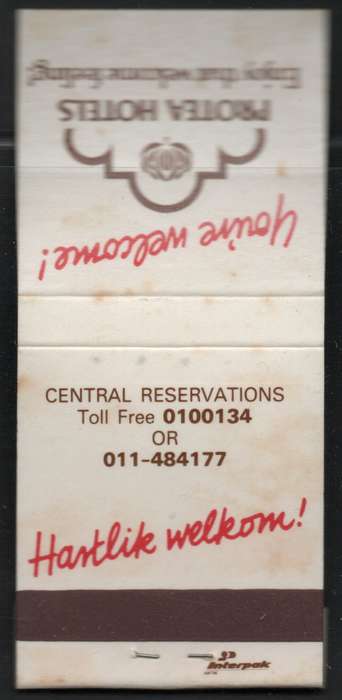 Enjoy that welcome feeling!
PROTEA HOTELS
You're welcome!
CENTRAL RESERVATIONS
Toll Free 0100134
OR
011-484177
Hartlik welkom!
Interpak